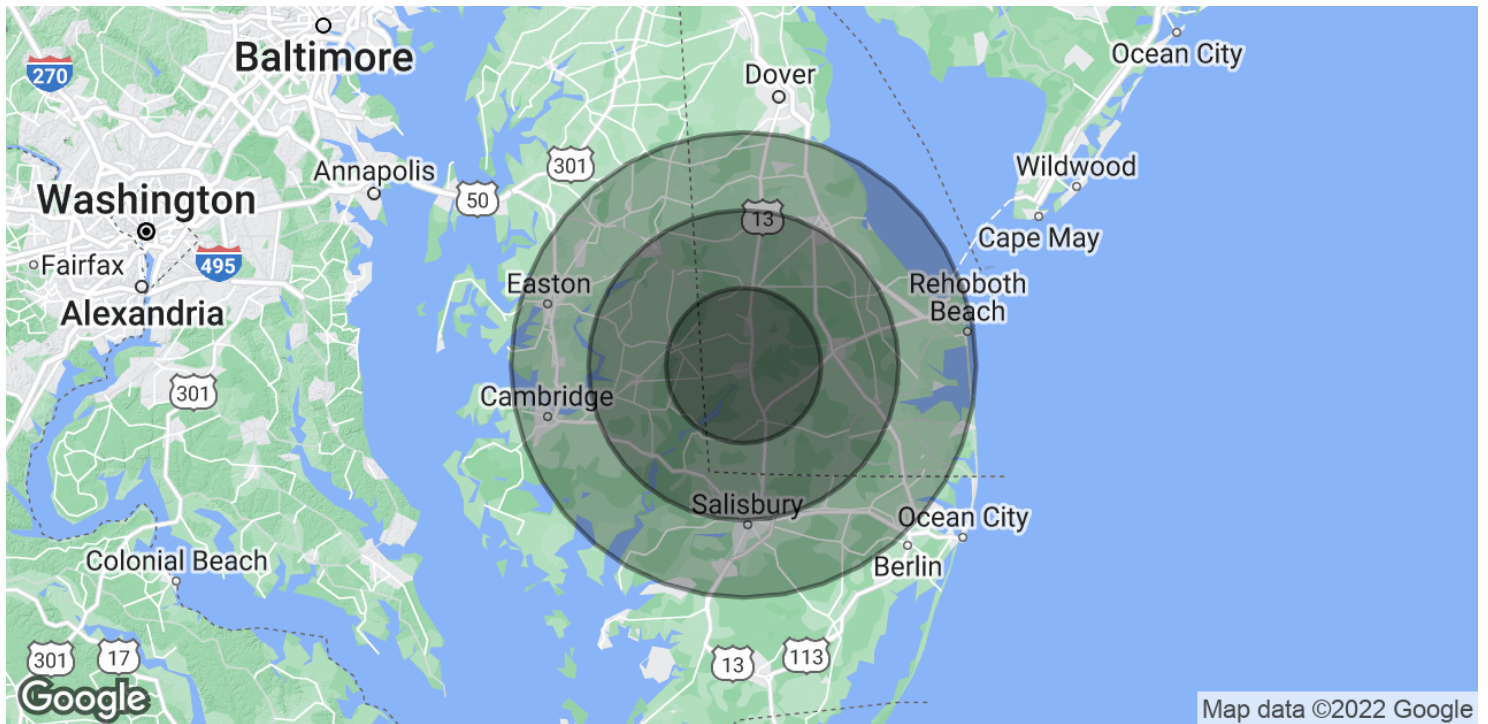 Baltimore
270
Ocean City
Dover
Annapolis
301
50
Wildwood
Washington
13
Cape May
Fairfax
495
Easton
Rehoboth
Beach
Alexandria
301
Cambridge
Salisbury
Ocean City
Colonial Beach
Berlin
301
17
13
113
Google
Map data ©2022 Google